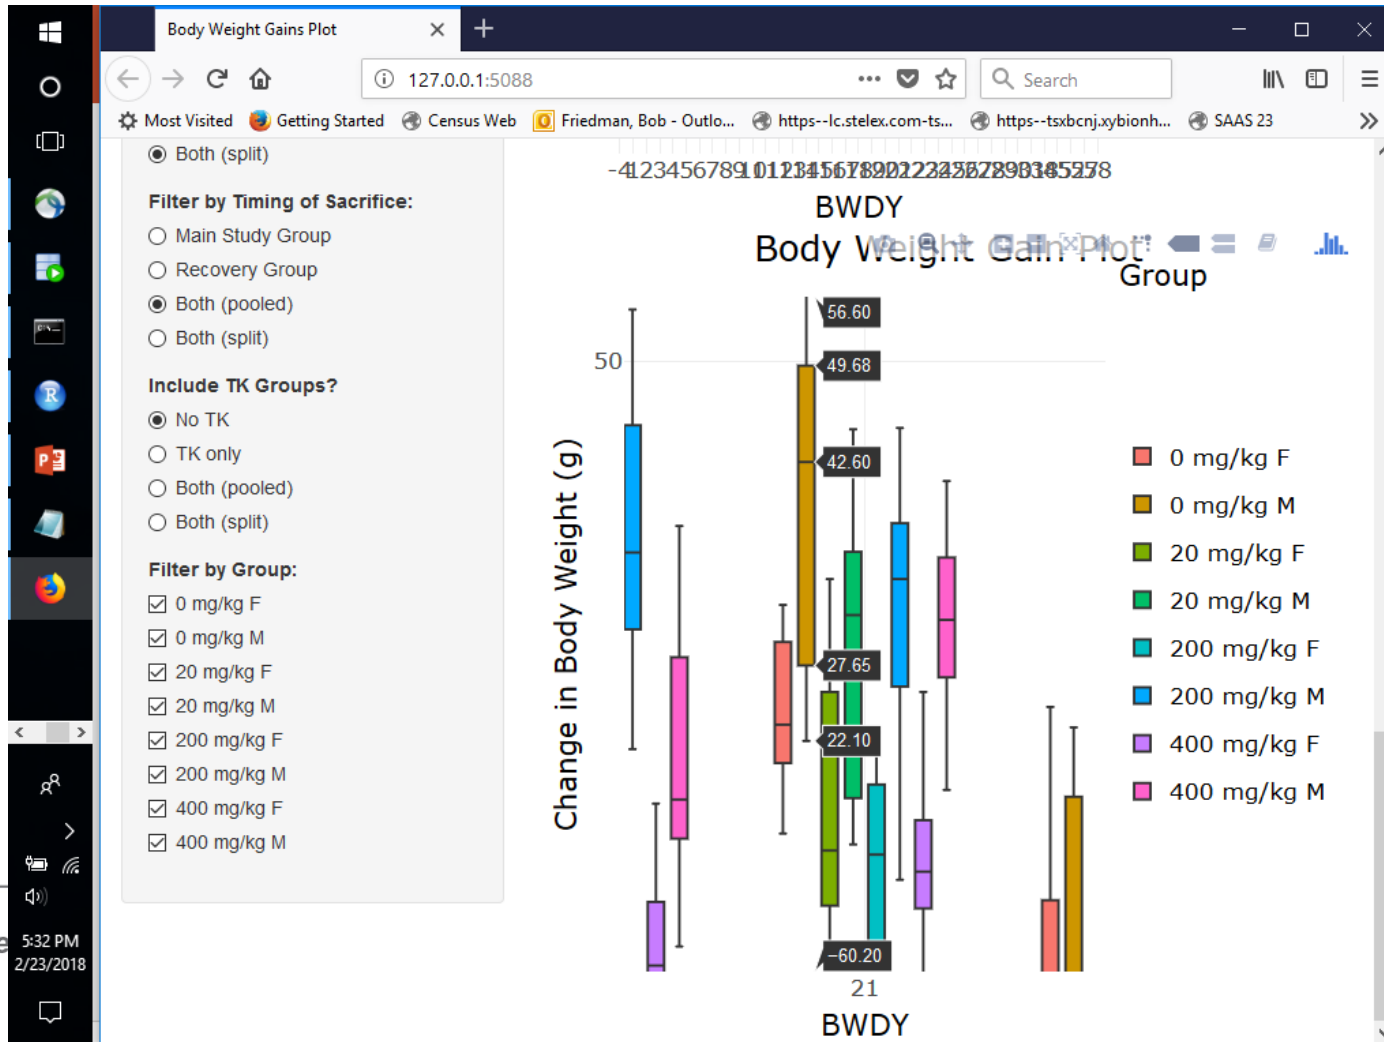 Body Weight Gains Plot
127.0.0.1:5088
Search
Most Visited
Getting Started
Census Web
Friedman, Bob - Outlo...
https--lc.stelex.com-ts...
https--tsxbcnj.xybionh...
SAAS 23
Both (split)
Filter by Timing of Sacrifice:
Main Study Group
Recovery Group
Both (pooled)
Both (split)
Include TK Groups?
No TK
TK only
Both (pooled)
Both (split)
Filter by Group:
0 mg/kg F
0 mg/kg M
20 mg/kg F
20 mg/kg M
200 mg/kg F
200 mg/kg M
400 mg/kg F
400 mg/kg M
BWDY
Body Weight Gain Plot
Group
50
56.60
49.68
42.60
27.65
22.10
−60.20
Change in Body Weight (g)
21
BWDY
0 mg/kg F
0 mg/kg M
20 mg/kg F
20 mg/kg M
200 mg/kg F
200 mg/kg M
400 mg/kg F
400 mg/kg M
5:32 PM
2/23/2018